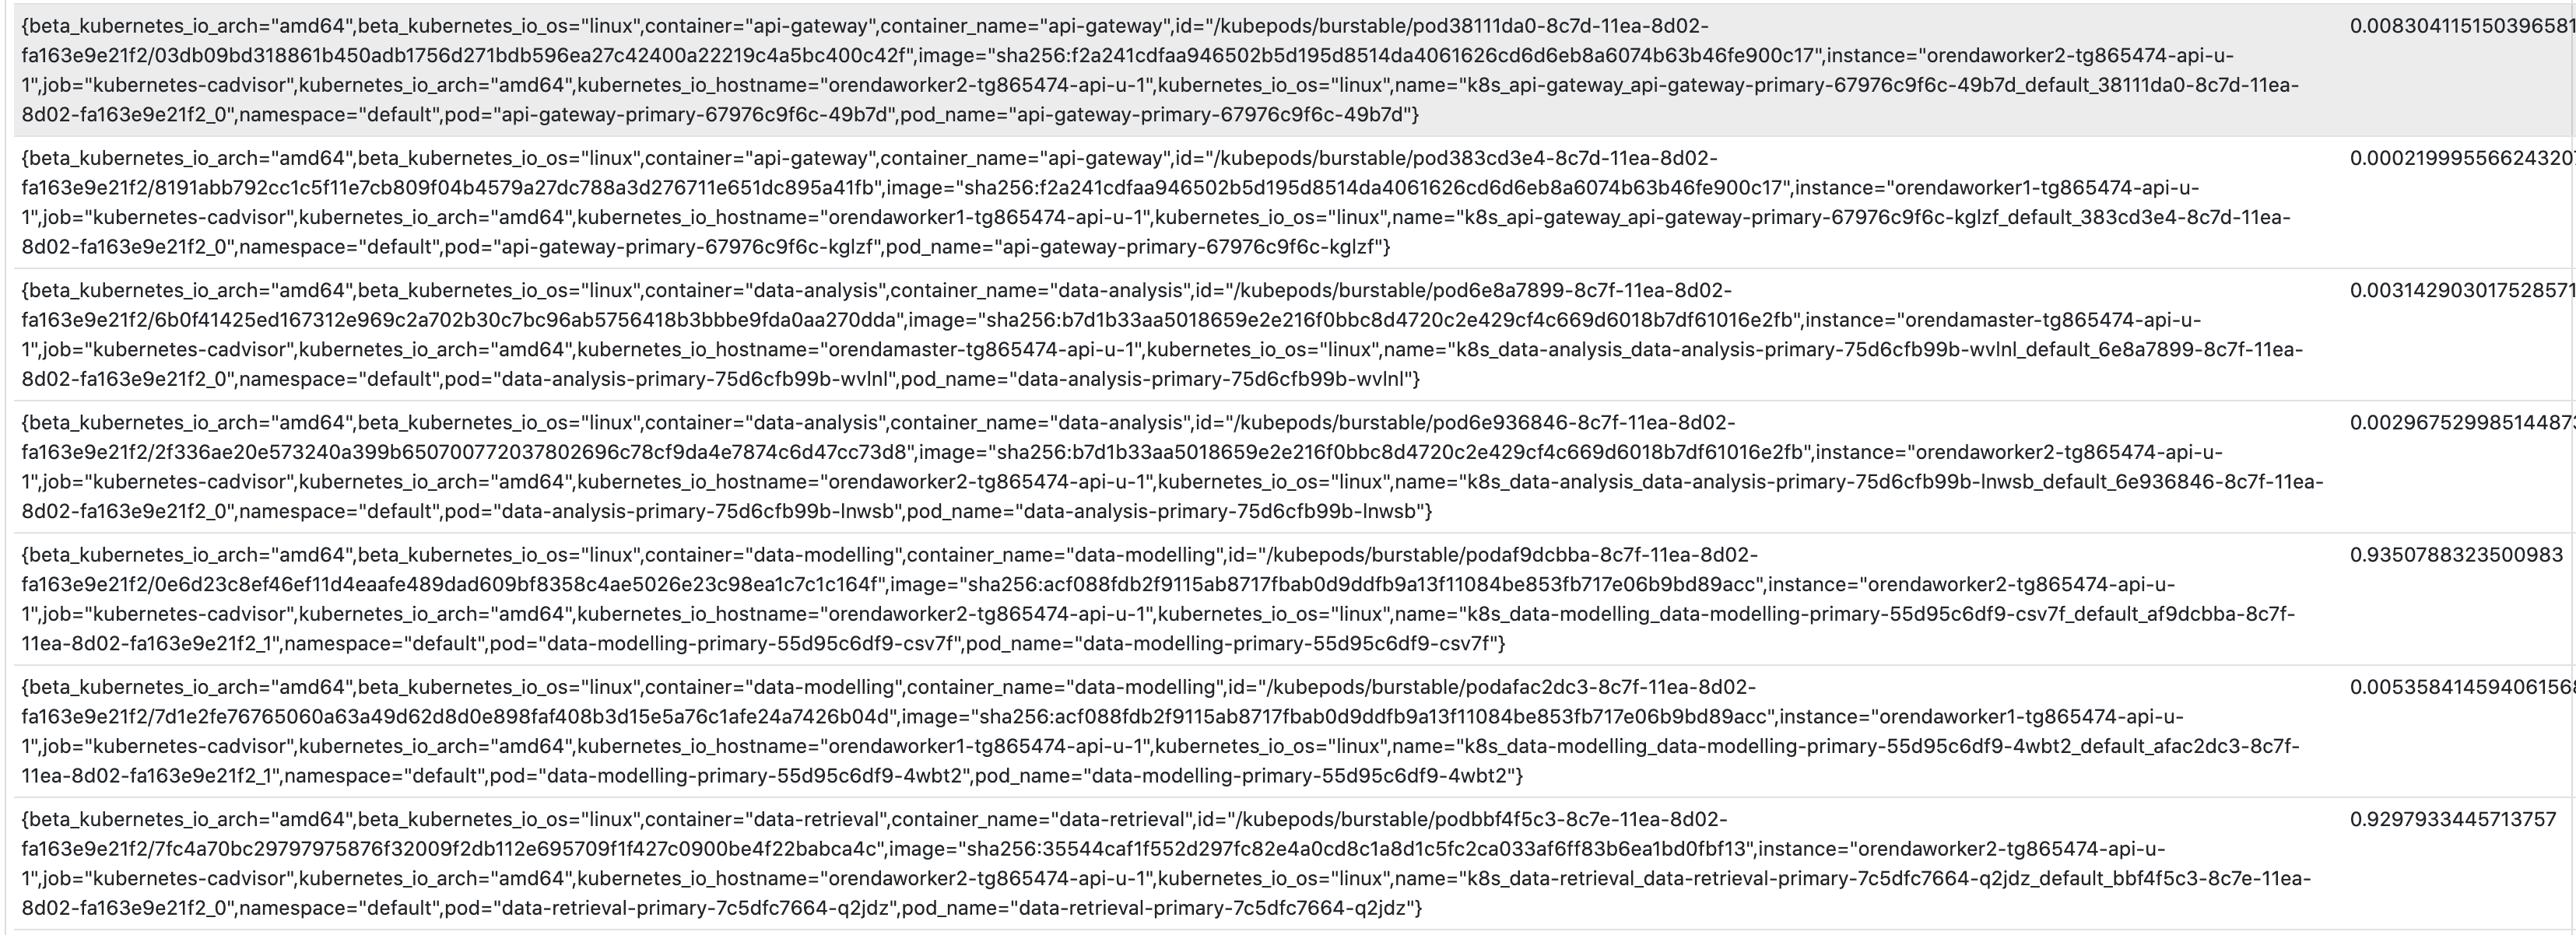 {beta_kubernetes_io_arch="amd64",beta_kubernetes_io_os="linux",container="api-gateway",container_name="api-gateway",id="/kubepods/burstable/pod38111da0-8c7d-11ea-8d02- 0.008304115150396581
fa163e9e21f2/03db09bd318861b450adb1756d271bdb596ea27c42400a22219c4a5bc400c42f",image="sha256:f2a241cdfaa946502b5d195d8514da4061626cd6d6eb8a6074b63b46fe900c17",instance="orendaworker2-tg865474-api-u-
1",job="kubernetes-cadvisor",kubernetes_io_arch="amd64",kubernetes_io_hostname="orendaworker2-tg865474-api-u-1",kubernetes_io_os="linux",name="k8s_api-gateway_api-gateway-primary-67976c9f6c-49b7d_default_38111da0-8c7d-11ea-
8d02-fa163e9e21f2_0",namespace="default",pod="api-gateway-primary-67976c9f6c-49b7d",pod_name="api-gateway-primary-67976c9f6c-49b7d"}
{beta_kubernetes_io_arch="amd64",beta_kubernetes_io_os="linux",container="api-gateway",container_name="api-gateway",id="/kubepods/burstable/pod383cd3e4-8c7d-11ea-8d02- 0.00021999556624320
fa163e9e21f2/8191abb792cc1c5f11e7cb809f04b4579a27dc788a3d276711e651dc895a41fb",image="sha256:f2a241cdfaa946502b5d195d8514da4061626cd6d6eb8a6074b63b46fe900c17",instance="orendaworker1-tg865474-api-u-
1",job="kubernetes-cadvisor",kubernetes_io_arch="amd64",kubernetes_io_hostname="orendaworker1-tg865474-api-u-1",kubernetes_io_os="linux",name="k8s_api-gateway_api-gateway-primary-67976c9f6c-kglzf_default_383cd3e4-8c7d-11ea-
8d02-fa163e9e21f2_0",namespace="default",pod="api-gateway-primary-67976c9f6c-kglzf",pod_name="api-gateway-primary-67976c9f6c-kglzf"}
{beta_kubernetes_io_arch="amd64",beta_kubernetes_io_os="linux",container="data-analysis",container_name="data-analysis",id="/kubepods/burstable/pod6e8a7899-8c7f-11ea-8d02- 0.003142903017528571
fa163e9e21f2/6b0f41425ed167312e969c2a702b30c7bc96ab5756418b3bbbe9fda0aa270dda",image="sha256:b7d1b33aa5018659e2e216f0bbc8d4720c2e429cf4c669d6018b7df61016e2fb",instance="orendamaster-tg865474-api-u-
1",job="kubernetes-cadvisor",kubernetes_io_arch="amd64",kubernetes_io_hostname="orendamaster-tg865474-api-u-1",kubernetes_io_os="linux",name="k8s_data-analysis_data-analysis-primary-75d6cfb99b-wvlnl_default_6e8a7899-8c7f-11ea-
8d02-fa163e9e21f2_0",namespace="default",pod="data-analysis-primary-75d6cfb99b-wvlnl",pod_name="data-analysis-primary-75d6cfb99b-wvlnl"}
{beta_kubernetes_io_arch="amd64",beta_kubernetes_io_os="linux",container="data-analysis",container_name="data-analysis",id="/kubepods/burstable/pod6e936846-8c7f-11ea-8d02- 0.00296752998514487
fa163e9e21f2/2f336ae20e573240a399b650700772037802696c78cf9da4e7874c6d47cc73d8",image="sha256:b7d1b33aa5018659e2e216f0bbc8d4720c2e429cf4c669d6018b7df61016e2fb",instance="orendaworker2-tg865474-api-u-
1",job="kubernetes-cadvisor",kubernetes_io_arch="amd64",kubernetes_io_hostname="orendaworker2-tg865474-api-u-1",kubernetes_io_os="linux",name="k8s_data-analysis_data-analysis-primary-75d6cfb99b-lnwsb_default_6e936846-8c7f-11ea-
8d02-fa163e9e21f2_0",namespace="default",pod="data-analysis-primary-75d6cfb99b-lnwsb",pod_name="data-analysis-primary-75d6cfb99b-lnwsb"}
{beta_kubernetes_io_arch="amd64",beta_kubernetes_io_os="linux",container="data-modelling",container_name="data-modelling",id="/kubepods/burstable/podaf9dcbba-8c7f-11ea-8d02- 0.9350788323500983
fa163e9e21f2/0e6d23c8ef46ef11d4eaafe489dad609bf8358c4ae5026e23c98ea1c7c1c164f",image="sha256:acf088fdb2f9115ab8717fbab0d9ddfb9a13f11084be853fb717e06b9bd89acc",instance="orendaworker2-tg865474-api-u-
1",job="kubernetes-cadvisor",kubernetes_io_arch="amd64",kubernetes_io_hostname="orendaworker2-tg865474-api-u-1",kubernetes_io_os="linux",name="k8s_data-modelling_data-modelling-primary-55d95c6df9-csv7f_default_af9dcbba-8c7f-
11ea-8d02-fa163e9e21f2_1",namespace="default",pod="data-modelling-primary-55d95c6df9-csv7f",pod_name="data-modelling-primary-55d95c6df9-csv7f"}
{beta_kubernetes_io_arch="amd64",beta_kubernetes_io_os="linux",container="data-modelling",container_name="data-modelling",id="/kubepods/burstable/podafac2dc3-8c7f-11ea-8d02- 0.00535841459406156
fa163e9e21f2/7d1e2fe76765060a63a49d62d8d0e898faf408b3d15e5a76c1afe24a7426b04d",image="sha256:acf088fdb2f9115ab8717fbab0d9ddfb9a13f11084be853fb717e06b9bd89acc",instance="orendaworker1-tg865474-api-u-
1",job="kubernetes-cadvisor",kubernetes_io_arch="amd64",kubernetes_io_hostname="orendaworker1-tg865474-api-u-1",kubernetes_io_os="linux",name="k8s_data-modelling_data-modelling-primary-55d95c6df9-4wbt2_default_afac2dc3-8c7f-
11ea-8d02-fa163e9e21f2_1",namespace="default",pod="data-modelling-primary-55d95c6df9-4wbt2",pod_name="data-modelling-primary-55d95c6df9-4wbt2"}
{beta_kubernetes_io_arch="amd64",beta_kubernetes_io_os="linux",container="data-retrieval",container_name="data-retrieval",id="/kubepods/burstable/podbbf4f5c3-8c7e-11ea-8d02- 0.9297933445713757
fa163e9e21f2/7fc4a70bc29797975876f32009f2db112e695709f1f427c0900be4f22babca4c",image="sha256:35544caf1f552d297fc82e4a0cd8c1a8d1c5fc2ca033af6ff83b6ea1bd0fbf13",instance="orendaworker2-tg865474-api-u-
1",job="kubernetes-cadvisor",kubernetes_io_arch="amd64",kubernetes_io_hostname="orendaworker2-tg865474-api-u-1",kubernetes_io_os="linux",name="k8s_data-retrieval_data-retrieval-primary-7c5dfc7664-q2jdz_default_bbf4f5c3-8c7e-11ea-
8d02-fa163e9e21f2_0",namespace="default",pod="data-retrieval-primary-7c5dfc7664-q2jdz",pod_name="data-retrieval-primary-7c5dfc7664-q2jdz"}